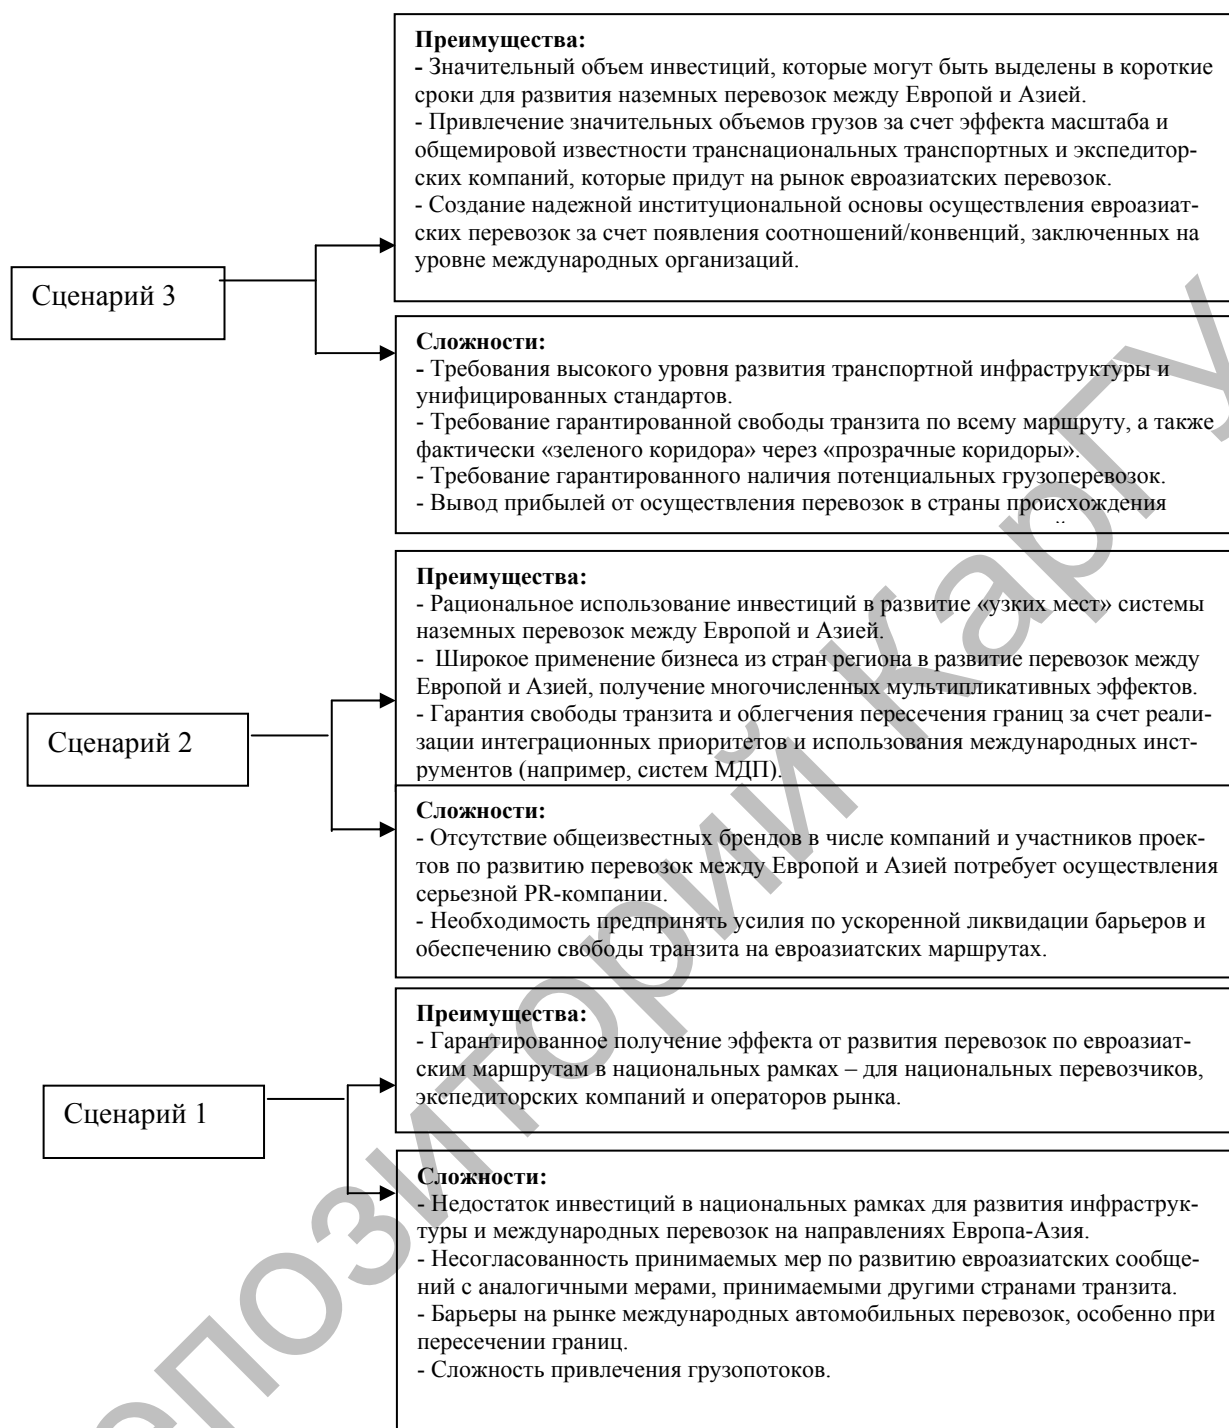 Преимущества:
- Значительный объем инвестиций, которые могут быть выделены в короткие
сроки для развития наземных перевозок между Европой и Азией.
- Привлечение значительных объемов грузов за счет эффекта масштаба и
общемировой известности транснациональных транспортных и экспедитор-
ских компаний, которые придут на рынок евроазиатских перевозок.
- Создание надежной институциональной основы осуществления евроазиат-
ских перевозок за счет появления соотношений/конвенций, заключенных на
уровне международных организаций.
Сценарий 3
Сложности:
- Требования высокого уровня развития транспортной инфраструктуры и
унифицированных стандартов.
- Требование гарантированной свободы транзита по всему маршруту, а также
фактически «зеленого коридора» через «прозрачные коридоры».
- Требование гарантированного наличия потенциальных грузоперевозок.
- Вывод прибылей от осуществления перевозок в страны происхождения
Преимущества:
- Рациональное использование инвестиций в развитие «узких мест» системы
наземных перевозок между Европой и Азией.
- Широкое применение бизнеса из стран региона в развитие перевозок между
Европой и Азией, получение многочисленных мультипликативных эффектов.
- Гарантия свободы транзита и облегчения пересечения границ за счет реали-
зации интеграционных приоритетов и использования международных инст-
рументов (например, систем МДП).
Сценарий 2
Сложности:
- Отсутствие общеизвестных брендов в числе компаний и участников проек-
тов по развитию перевозок между Европой и Азией потребует осуществления
серьезной PR-компании.
- Необходимость предпринять усилия по ускоренной ликвидации барьеров и
обеспечению свободы транзита на евроазиатских маршрутах.
Преимущества:
- Гарантированное получение эффекта от развития перевозок по евроазиат-
ским маршрутам в национальных рамках – для национальных перевозчиков,
экспедиторских компаний и операторов рынка.
Сценарий 1
Сложности:
- Недостаток инвестиций в национальных рамках для развития инфраструк-
туры и международных перевозок на направлениях Европа-Азия.
- Несогласованность принимаемых мер по развитию евроазиатских сообще-
ний с аналогичными мерами, принимаемыми другими странами транзита.
- Барьеры на рынке международных автомобильных перевозок, особенно при
пересечении границ.
- Сложность привлечения грузопотоков.
епозиторий КарГУ